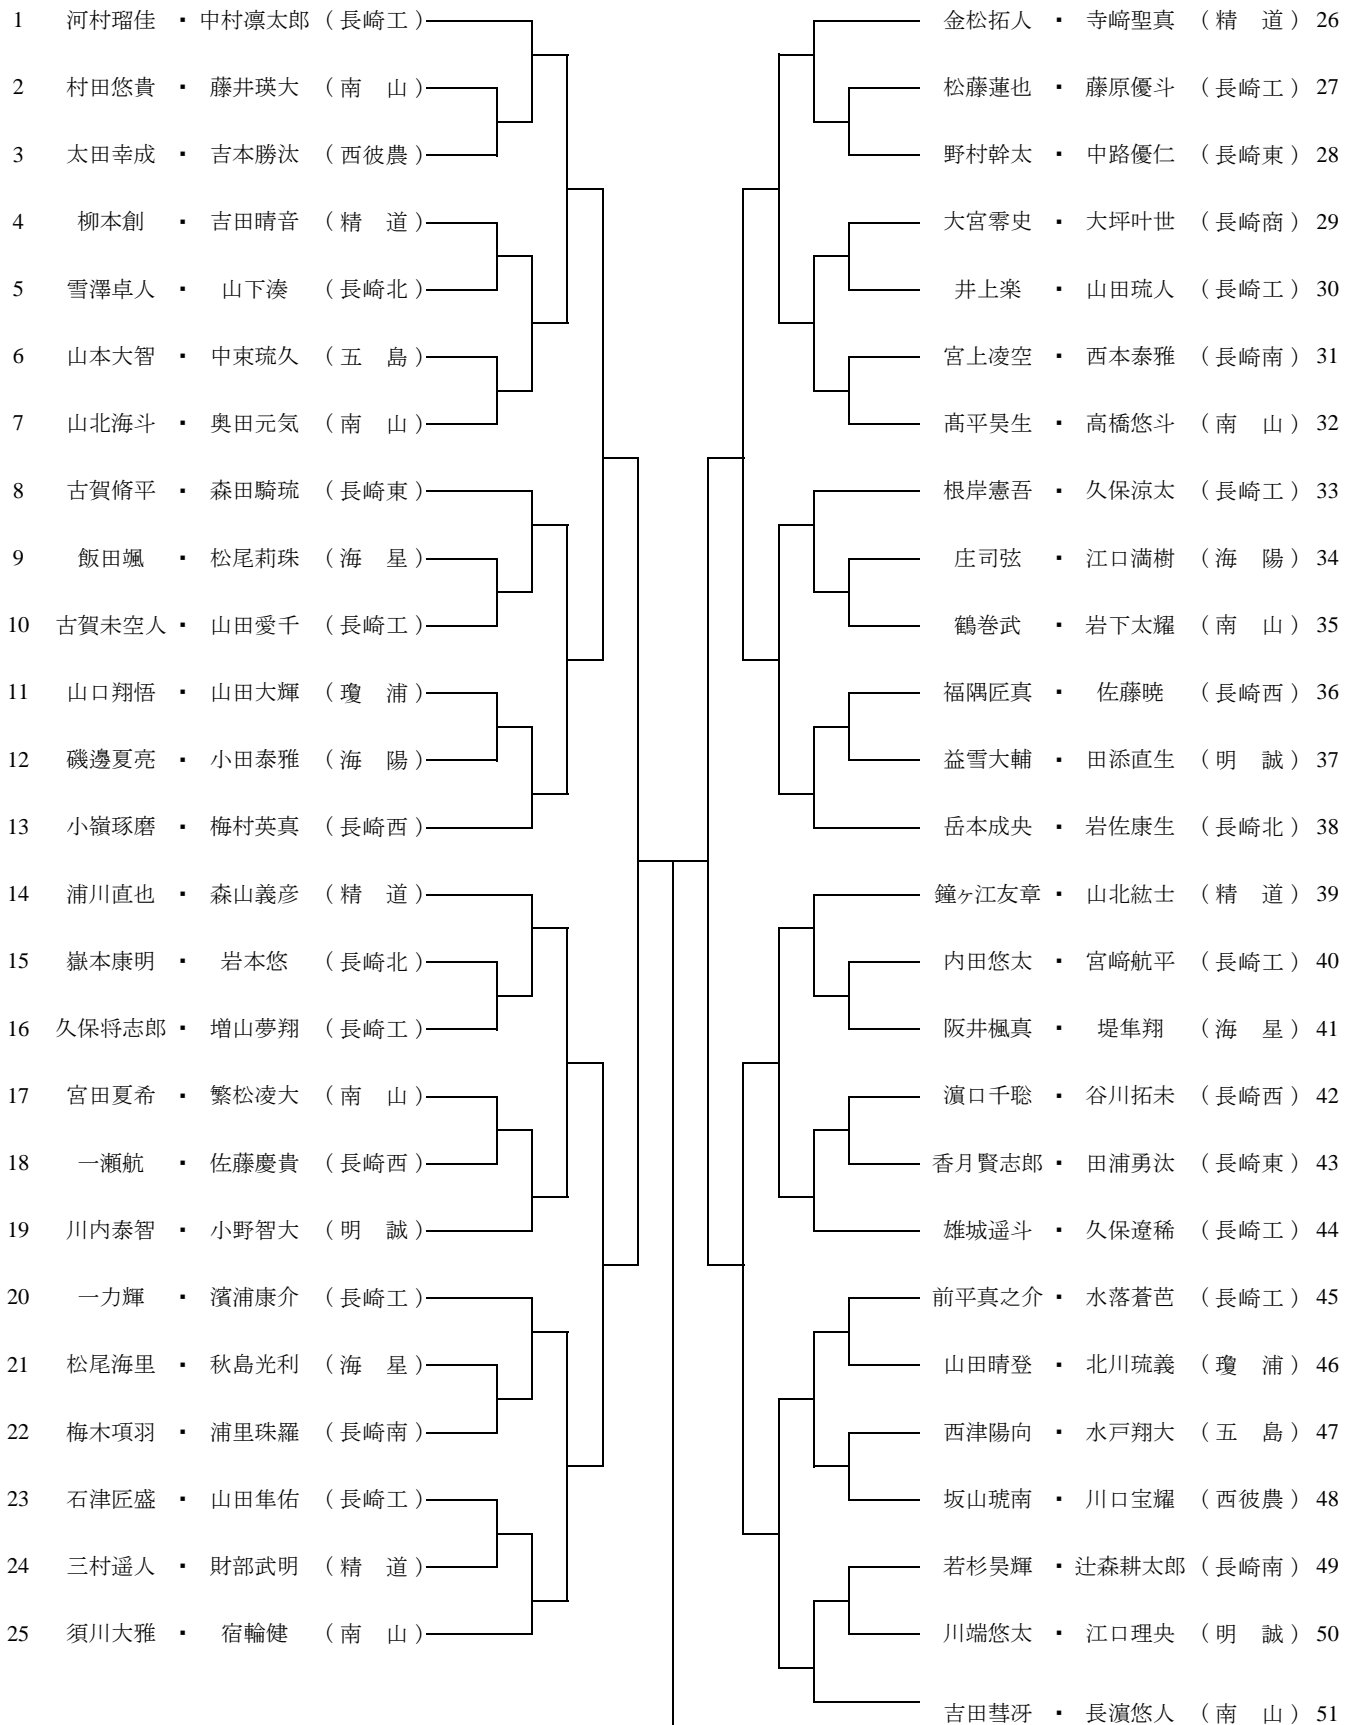 1 河村瑠佳 ・ 中村凛太郎 （長崎工）
2 村田悠貴 ・ 藤井瑛大 （南　山）
3 太田幸成 ・ 吉本勝汰 （西彼農）
4 柳本創 ・ 吉田晴音 （精　道）
5 雪澤卓人 ・ 山下湊 （長崎北）
6 山本大智 ・ 中束琉久 （五　島）
7 山北海斗 ・ 奥田元気 （南　山）
8 古賀脩平 ・ 森田騎琉 （長崎東）
9 飯田颯 ・ 松尾莉珠 （海　星）
10 古賀未空人 ・ 山田愛千 （長崎工）
11 山口翔悟 ・ 山田大輝 （瓊　浦）
12 磯邊夏亮 ・ 小田泰雅 （海　陽）
13 小嶺琢磨 ・ 梅村英真 （長崎西）
14 浦川直也 ・ 森山義彦 （精　道）
15 嶽本康明 ・ 岩本悠 （長崎北）
16 久保将志郎 ・ 増山夢翔 （長崎工）
17 宮田夏希 ・ 繁松凌大 （南　山）
18 一瀬航 ・ 佐藤慶貴 （長崎西）
19 川内泰智 ・ 小野智大 （明　誠）
20 一力輝 ・ 濱浦康介 （長崎工）
21 松尾海里 ・ 秋島光利 （海　星）
22 梅木項羽 ・ 浦里珠羅 （長崎南）
23 石津匠盛 ・ 山田隼佑 （長崎工）
24 三村遥人 ・ 財部武明 （精　道）
25 須川大雅 ・ 宿輪健 （南　山）
金松拓人 ・ 寺﨑聖真 （精　道） 26
松藤蓮也 ・ 藤原優斗 （長崎工） 27
野村幹太 ・ 中路優仁 （長崎東） 28
大宮零史 ・ 大坪叶世 （長崎商） 29
井上楽 ・ 山田琉人 （長崎工） 30
宮上凌空 ・ 西本泰雅 （長崎南） 31
髙平昊生 ・ 高橋悠斗 （南　山） 32
根岸憲吾 ・ 久保涼太 （長崎工） 33
庄司弦 ・ 江口満樹 （海　陽） 34
鶴巻武 ・ 岩下太耀 （南　山） 35
福隅匠真 ・ 佐藤暁 （長崎西） 36
益雪大輔 ・ 田添直生 （明　誠） 37
岳本成央 ・ 岩佐康生 （長崎北） 38
鐘ヶ江友章 ・ 山北紘士 （精　道） 39
内田悠太 ・ 宮﨑航平 （長崎工） 40
阪井楓真 ・ 堤隼翔 （海　星） 41
濵口千聡 ・ 谷川拓未 （長崎西） 42
香月賢志郎 ・ 田浦勇汰 （長崎東） 43
雄城遥斗 ・ 久保遼稀 （長崎工） 44
前平真之介 ・ 水落蒼芭 （長崎工） 45
山田晴登 ・ 北川琉義 （瓊　浦） 46
西津陽向 ・ 水戸翔大 （五　島） 47
坂山琥南 ・ 川口宝耀 （西彼農） 48
若杉昊輝 ・ 辻森耕太郎 （長崎南） 49
川端悠太 ・ 江口理央 （明　誠） 50
吉田彗冴 ・ 長濵悠人 （南　山） 51